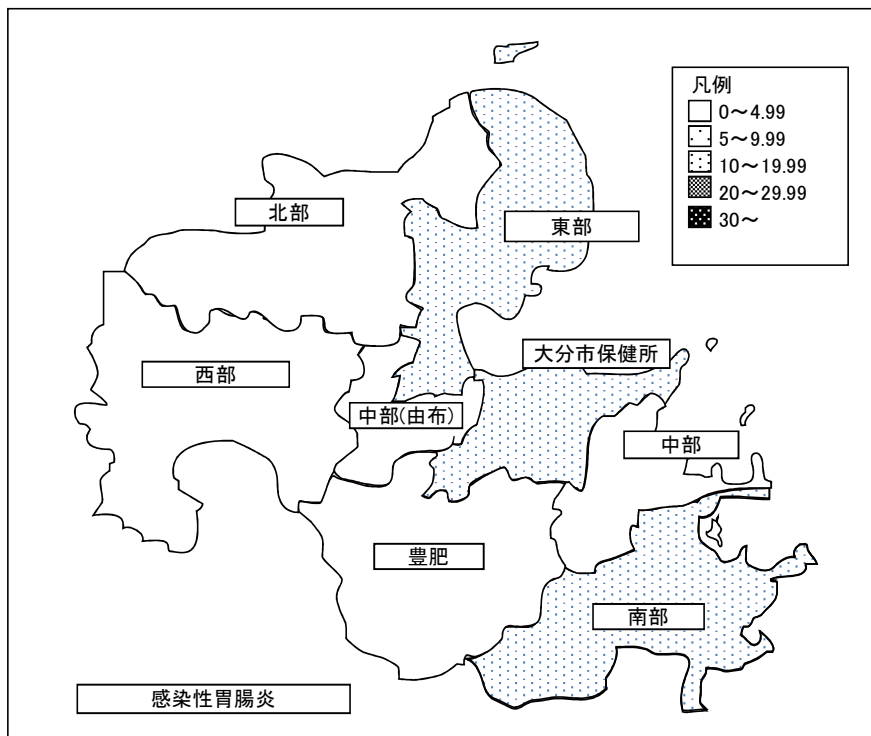 凡例
0～4.99
5～9.99
10～19.99
20～29.99
30～
北部
東部
大分市保健所
西部
中部(由布)
中部
豊肥
南部
感染性胃腸炎